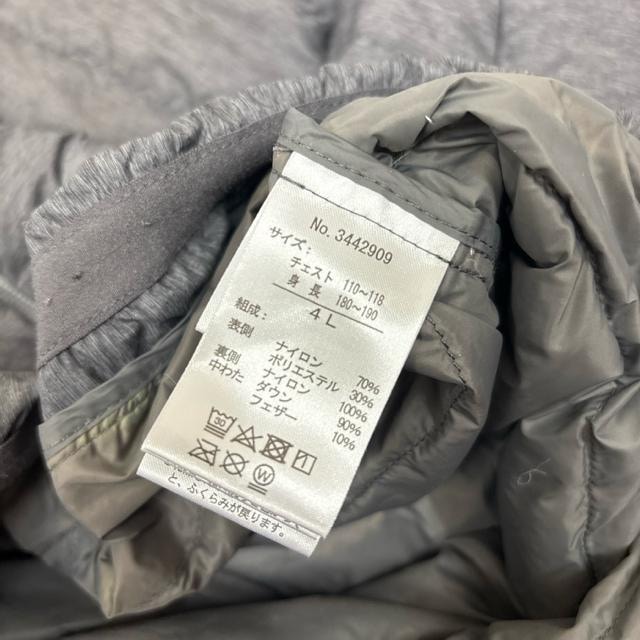 No. 3442909
サイズ:
チェスト 110~118
身長 180~190
4L
組成:
表側 ナイロン 70%
ポリエステル 30%
裏側 ナイロン 100%
中わた ダウン 90%
フェザー 10%
30
W
と、ふくらみが戻ります。